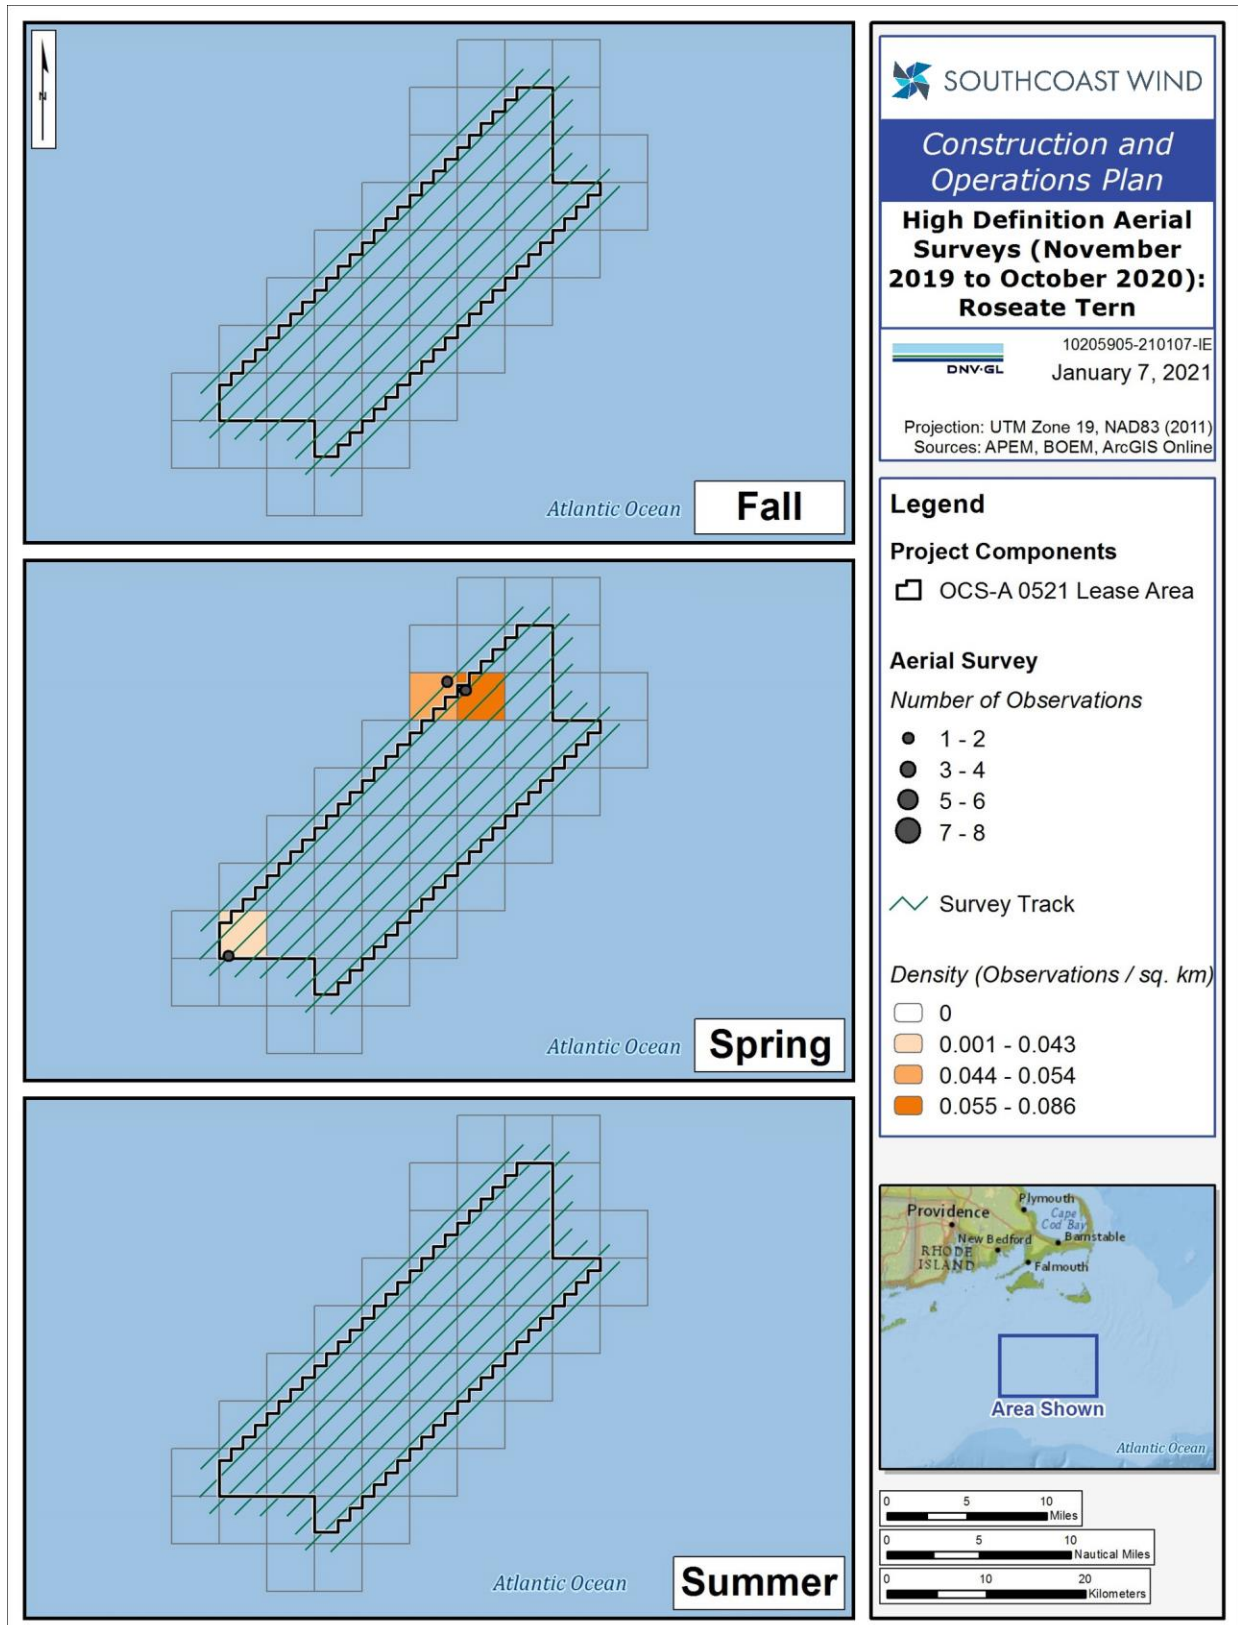 N
Atlantic Ocean
Fall
Atlantic Ocean
Spring
Atlantic Ocean
Summer
SOUTHCOAST WIND
Construction and
Operations Plan
High Definition Aerial
Surveys (November
2019 to October 2020):
Roseate Tern
DNV·GL
10205905-210107-IE
January 7, 2021
Projection: UTM Zone 19, NAD83 (2011)
Sources: APEM, BOEM, ArcGIS Online
Legend
Project Components
OCS-A 0521 Lease Area
Aerial Survey
Number of Observations
1 - 2
3 - 4
5 - 6
7 - 8
Survey Track
Density (Observations / sq. km)
0
0.001 - 0.043
0.044 - 0.054
0.055 - 0.086
Plymouth
Providence
Cape
Cod Bay
New Bedford
Barnstable
RHODE
ISLAND
Falmouth
Area Shown
Atlantic Ocean
0 5 10
Miles
0 5 10
Nautical Miles
0 10 20
Kilometers